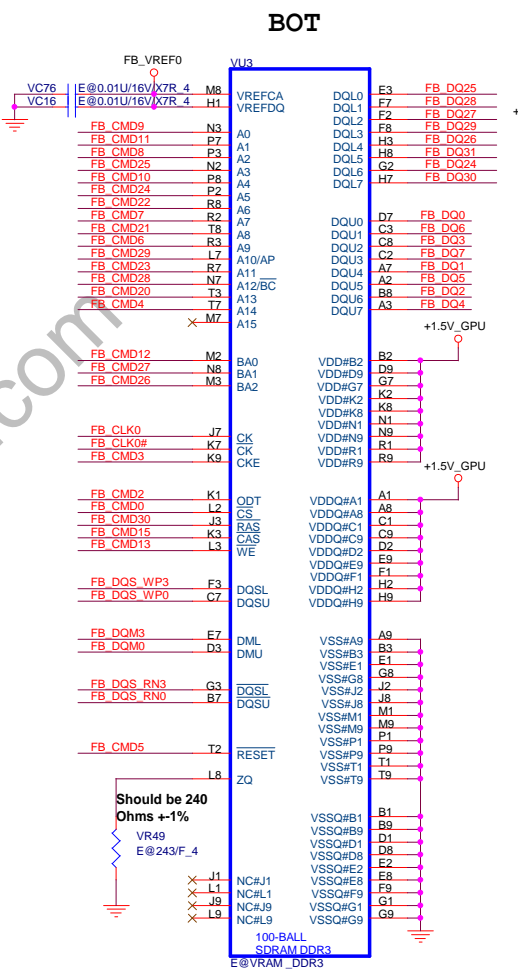 BOT
FB_VREF0
VU3
VC76 E@0.01U/16V/X7R_4 M8 VREFCA
VC16 E@0.01U/16V/X7R_4 H1 VREFDQ
FB_CMD9 N3 A0
FB_CMD11 P7 A1
FB_CMD8 P3 A2
FB_CMD25 N2 A3
FB_CMD10 P8 A4
FB_CMD24 P2 A5
FB_CMD22 R8 A6
FB_CMD7 R2 A7
FB_CMD21 T8 A8
FB_CMD6 R3 A9
FB_CMD29 L7 A10/AP
FB_CMD23 R7 A11
FB_CMD28 N7 A12/BC
FB_CMD20 T3 A13
FB_CMD4 T7 A14
M7 A15
FB_CMD12 M2 BA0
FB_CMD27 N8 BA1
FB_CMD26 M3 BA2
FB_CLK0 J7 CK
FB_CLK0# K7 CK
FB_CMD3 K9 CKE
FB_CMD2 K1 ODT
FB_CMD0 L2 CS
FB_CMD30 J3 RAS
FB_CMD15 K3 CAS
FB_CMD13 L3 WE
FB_DQS_WP3 F3 DQSL
FB_DQS_WP0 C7 DQSU
FB_DQM3 E7 DML
FB_DQM0 D3 DMU
FB_DQS_RN3 G3 DQSL
FB_DQS_RN0 B7 DQSU
FB_CMD5 T2 RESET
L8 ZQ
Should be 240
Ohms +-1%
VR49
E@243/F_4
J1 NC#J1
L1 NC#L1
J9 NC#J9
L9 NC#L9
DQL0 E3 FB_DQ25
DQL1 F7 FB_DQ28
DQL2 F2 FB_DQ27
DQL3 F8 FB_DQ29
DQL4 H3 FB_DQ26
DQL5 H8 FB_DQ31
DQL6 G2 FB_DQ24
DQL7 H7 FB_DQ30
DQU0 D7 FB_DQ0
DQU1 C3 FB_DQ6
DQU2 C8 FB_DQ3
DQU3 C2 FB_DQ7
DQU4 A7 FB_DQ1
DQU5 A2 FB_DQ5
DQU6 B8 FB_DQ2
DQU7 A3 FB_DQ4
+1.5V_GPU
VDD#B2 B2
VDD#D9 D9
VDD#G7 G7
VDD#K2 K2
VDD#K8 K8
VDD#N1 N1
VDD#N9 N9
VDD#R1 R1
VDD#R9 R9
+1.5V_GPU
VDDQ#A1 A1
VDDQ#A8 A8
VDDQ#C1 C1
VDDQ#C9 C9
VDDQ#D2 D2
VDDQ#E9 E9
VDDQ#F1 F1
VDDQ#H2 H2
VDDQ#H9 H9
VSS#A9 A9
VSS#B3 B3
VSS#E1 E1
VSS#G8 G8
VSS#J2 J2
VSS#J8 J8
VSS#M1 M1
VSS#M9 M9
VSS#P1 P1
VSS#P9 P9
VSS#T1 T1
VSS#T9 T9
VSSQ#B1 B1
VSSQ#B9 B9
VSSQ#D1 D1
VSSQ#D8 D8
VSSQ#E2 E2
VSSQ#E8 E8
VSSQ#F9 F9
VSSQ#G1 G1
VSSQ#G9 G9
100-BALL
SDRAM DDR3
E@VRAM _DDR3
.com
+